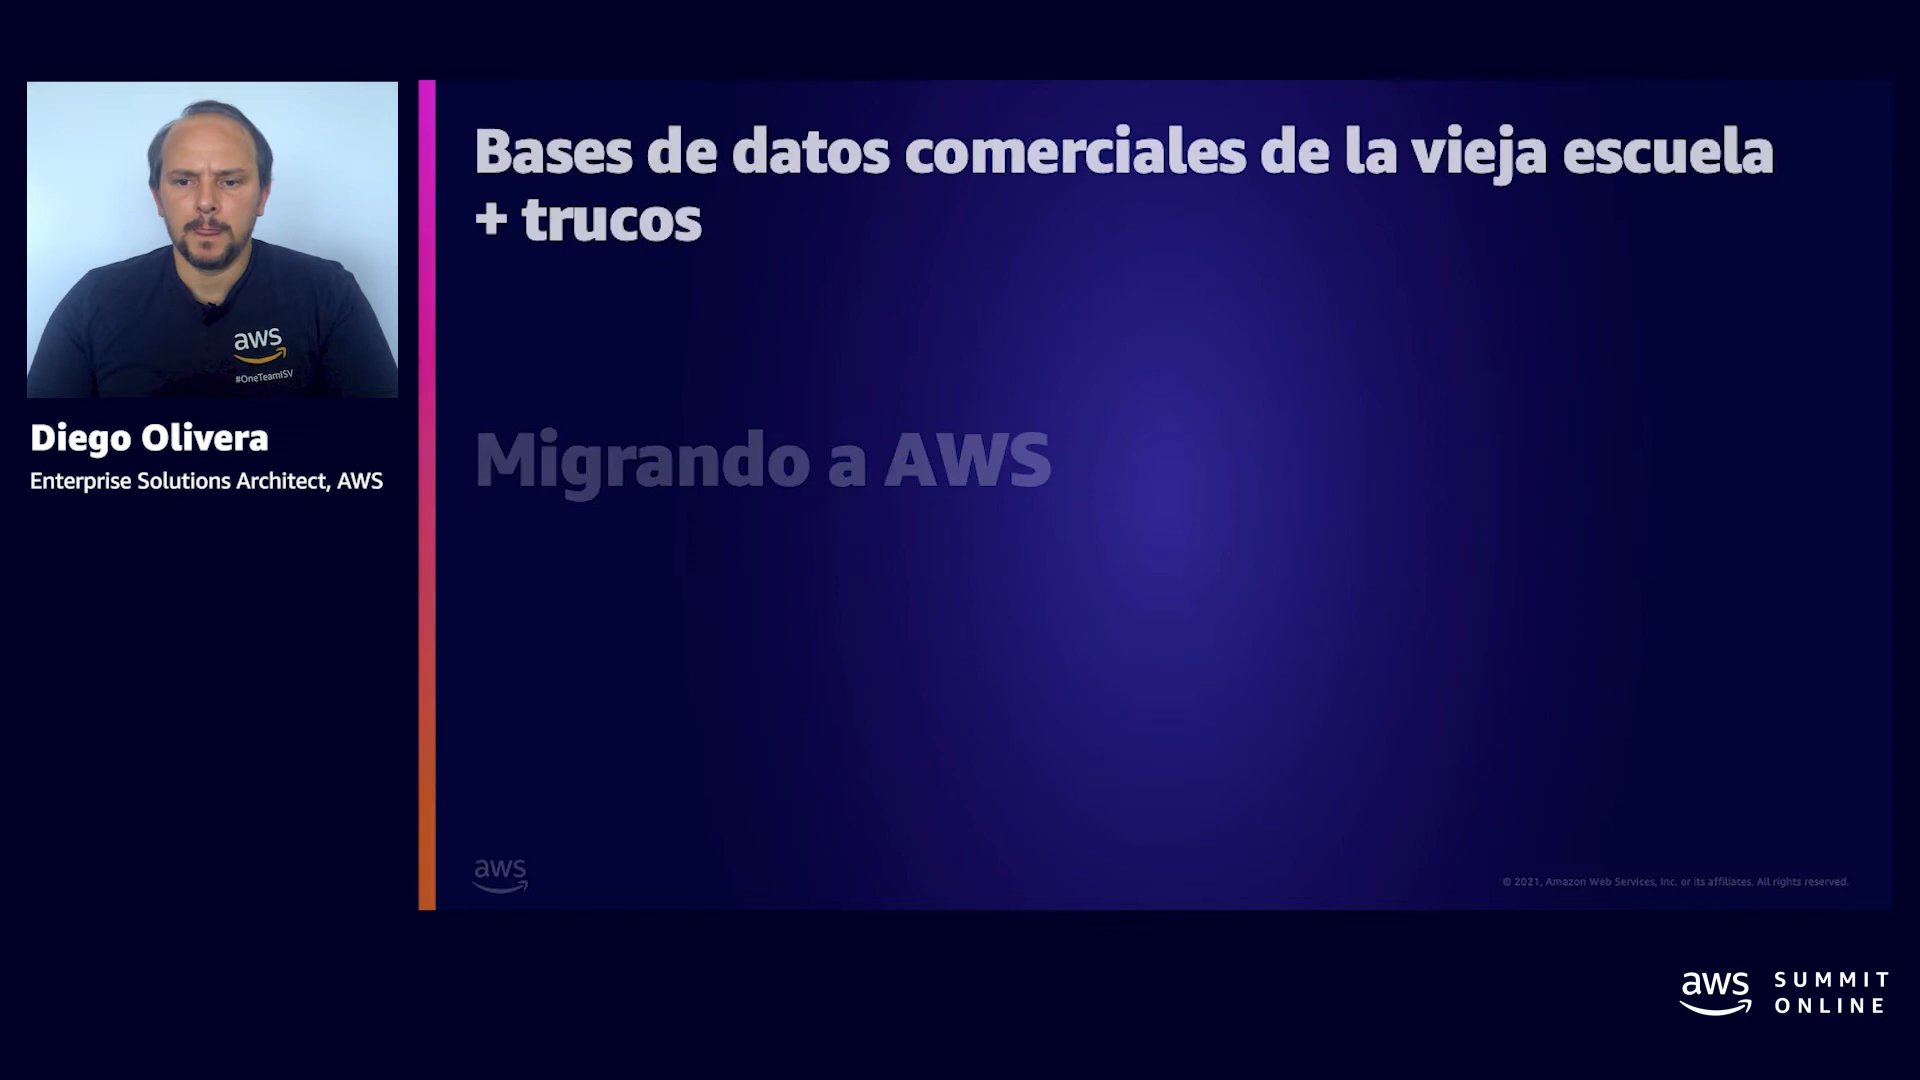 aws
#OneTeamISV
Diego Olivera
Enterprise Solutions Architect, AWS
Bases de datos comerciales de la vieja escuela
+ trucos
Migrando a AWS
aws
© 2021, Amazon Web Services, Inc. or its affiliates. All rights reserved.
aws SUMMIT
ONLINE